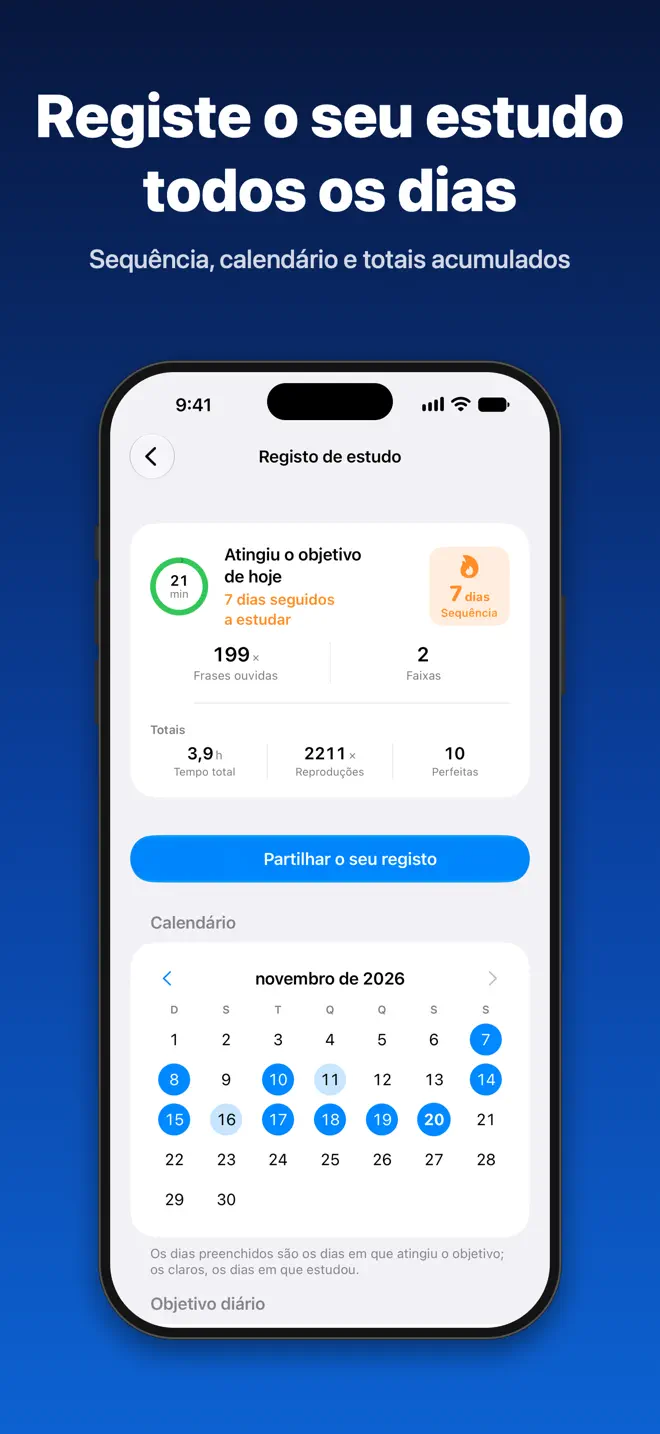 Registe o seu estudo
todos os dias
Sequência, calendário e totais acumulados
9:41
Registo de estudo
21
min
Atingiu o objetivo
de hoje
7 dias seguidos
a estudar
7 dias
Sequência
199 ×
Frases ouvidas
2
Faixas
Totais
3,9 h
Tempo total
2211 ×
Reproduções
10
Perfeitas
Partilhar o seu registo
Calendário
novembro de 2026
D S T Q Q S S
1 2 3 4 5 6 7
8 9 10 11 12 13 14
15 16 17 18 19 20 21
22 23 24 25 26 27 28
29 30
Os dias preenchidos são os dias em que atingiu o objetivo;
os claros, os dias em que estudou.
Objetivo diário